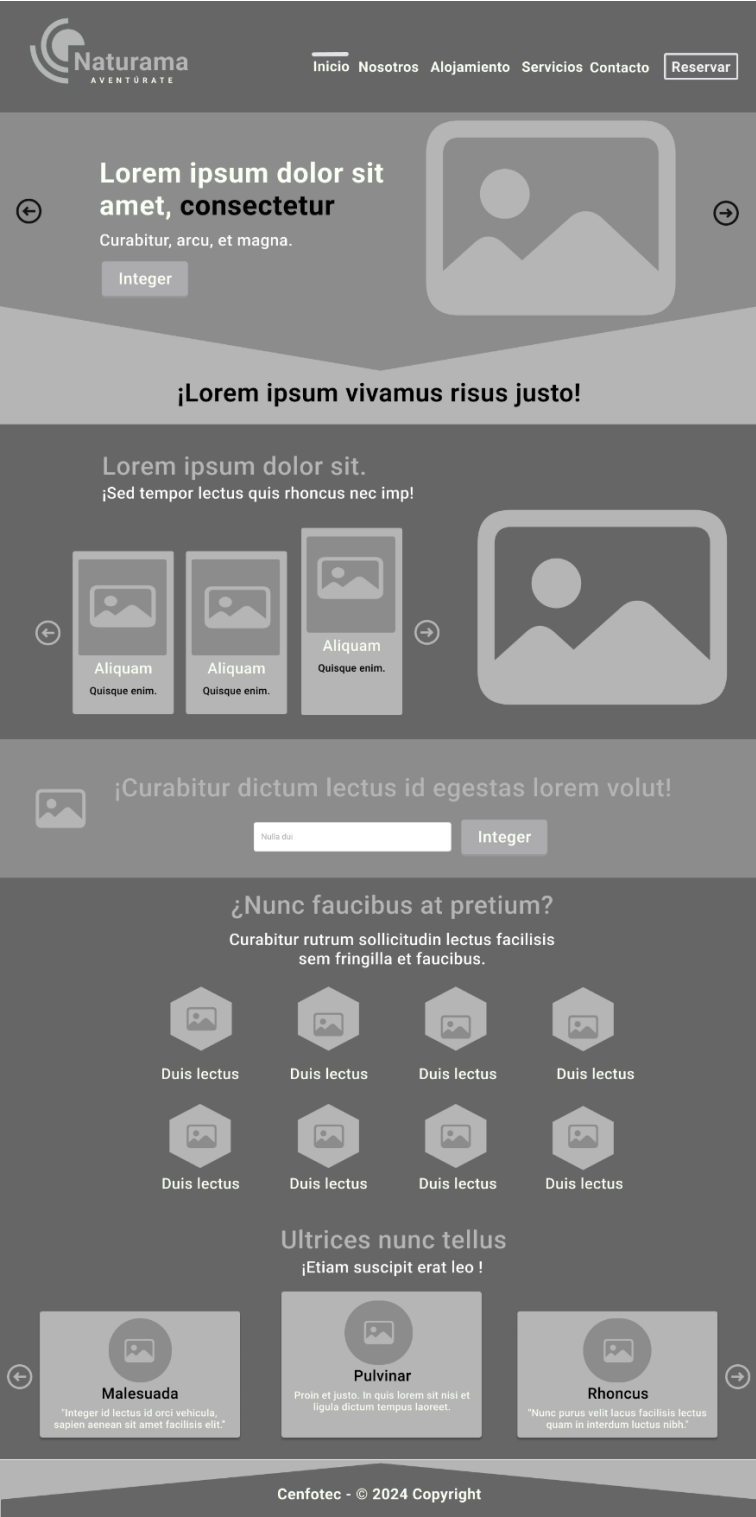 Naturama
AVENTÚRATE
Inicio Nosotros Alojamiento Servicios Contacto Reservar
Lorem ipsum dolor sit
amet, consectetur
Curabitur, arcu, et magna.
Integer
¡Lorem ipsum vivamus risus justo!
Lorem ipsum dolor sit.
¡Sed tempor lectus quis rhoncus nec imp!
Aliquam
Quisque enim.
Aliquam
Quisque enim.
Aliquam
Quisque enim.
¡Curabitur dictum lectus id egestas lorem volut!
Nulla dui
Integer
¿Nunc faucibus at pretium?
Curabitur rutrum sollicitudin lectus facilisis
sem fringilla et faucibus.
Duis lectus Duis lectus Duis lectus Duis lectus
Duis lectus Duis lectus Duis lectus Duis lectus
Ultrices nunc tellus
¡Etiam suscipit erat leo !
Malesuada
"Integer id lectus id orci vehicula,
sapien aenean sit amet facilisis elit."
Pulvinar
Proin et justo. In quis lorem sit nisi et
ligula dictum tempus laoreet.
Rhoncus
"Nunc purus velit lacus facilisis lectus
quam in interdum luctus nibh."
Cenfotec - © 2024 Copyright